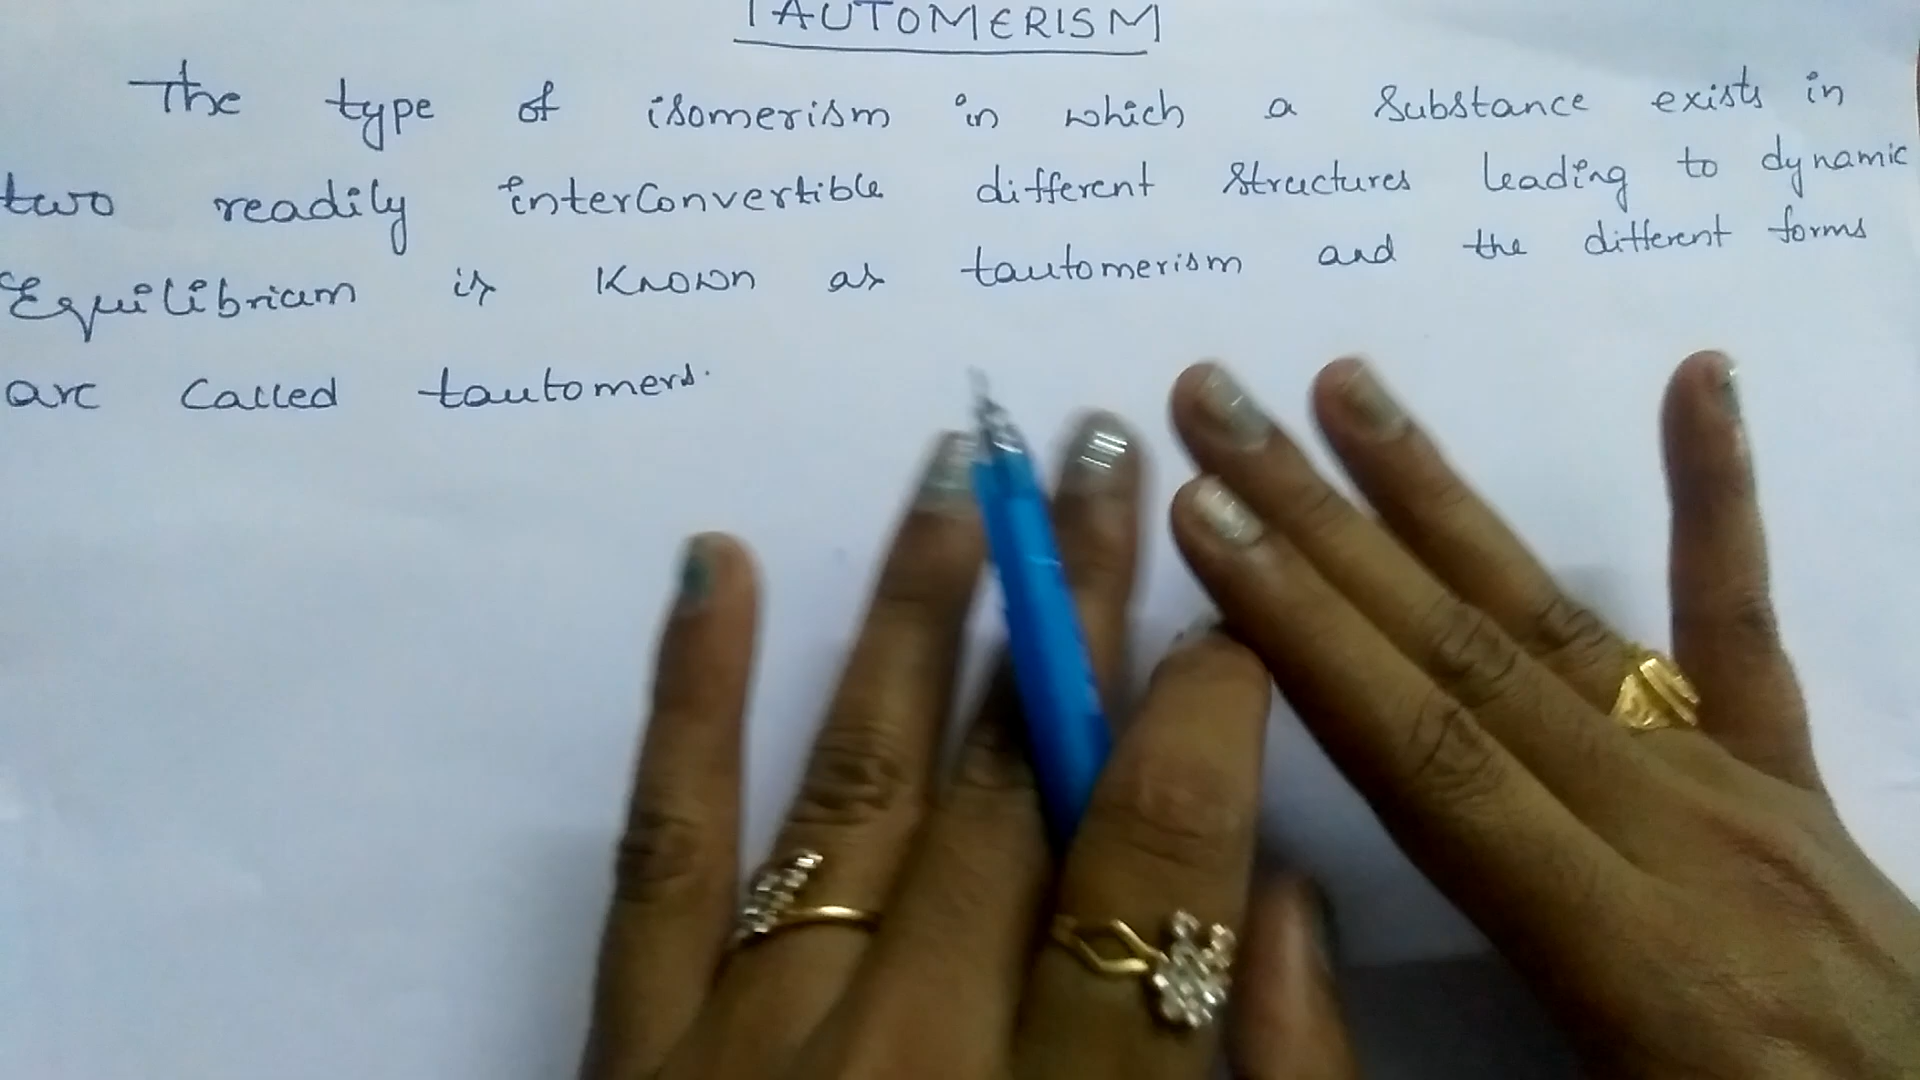 TAUTOMERISM
The type of isomerism in which a substance exists in
two readily interconvertible different structures leading to dynamic
Equilibrium is Known as tautomerism and the different forms
are Called tautomers.